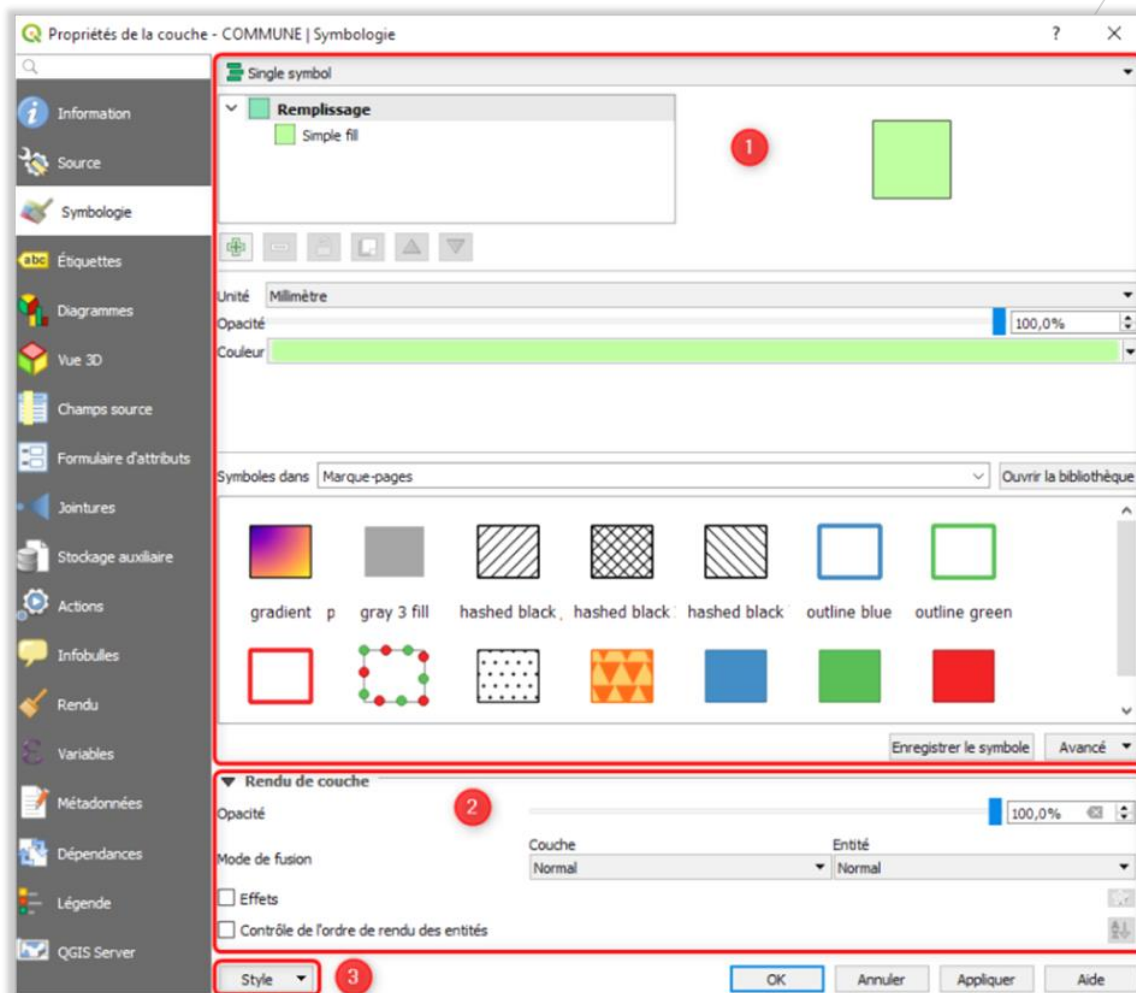 Propriétés de la couche - COMMUNE | Symbologie
?
Information
Source
Symbologie
abc Étiquettes
Diagrammes
Vue 3D
Champs source
Formulaire d'attributs
Jointures
Stockage auxiliaire
Actions
Infobulles
Rendu
Variables
Métadonnées
Dépendances
Légende
QGIS Server
Single symbol
Remplissage
Simple fill
1
Unité Millimètre
Opacité 100,0%
Couleur
Symboles dans Marque-pages Ouvrir la bibliothèque
gradient p gray 3 fill hashed black hashed black hashed black outline blue outline green
Enregistrer le symbole Avancé
Rendu de couche
2
Opacité 100,0%
Couche Entité
Mode de fusion Normal Normal
Effets
Contrôle de l'ordre de rendu des entités
Style 3 OK Annuler Appliquer Aide